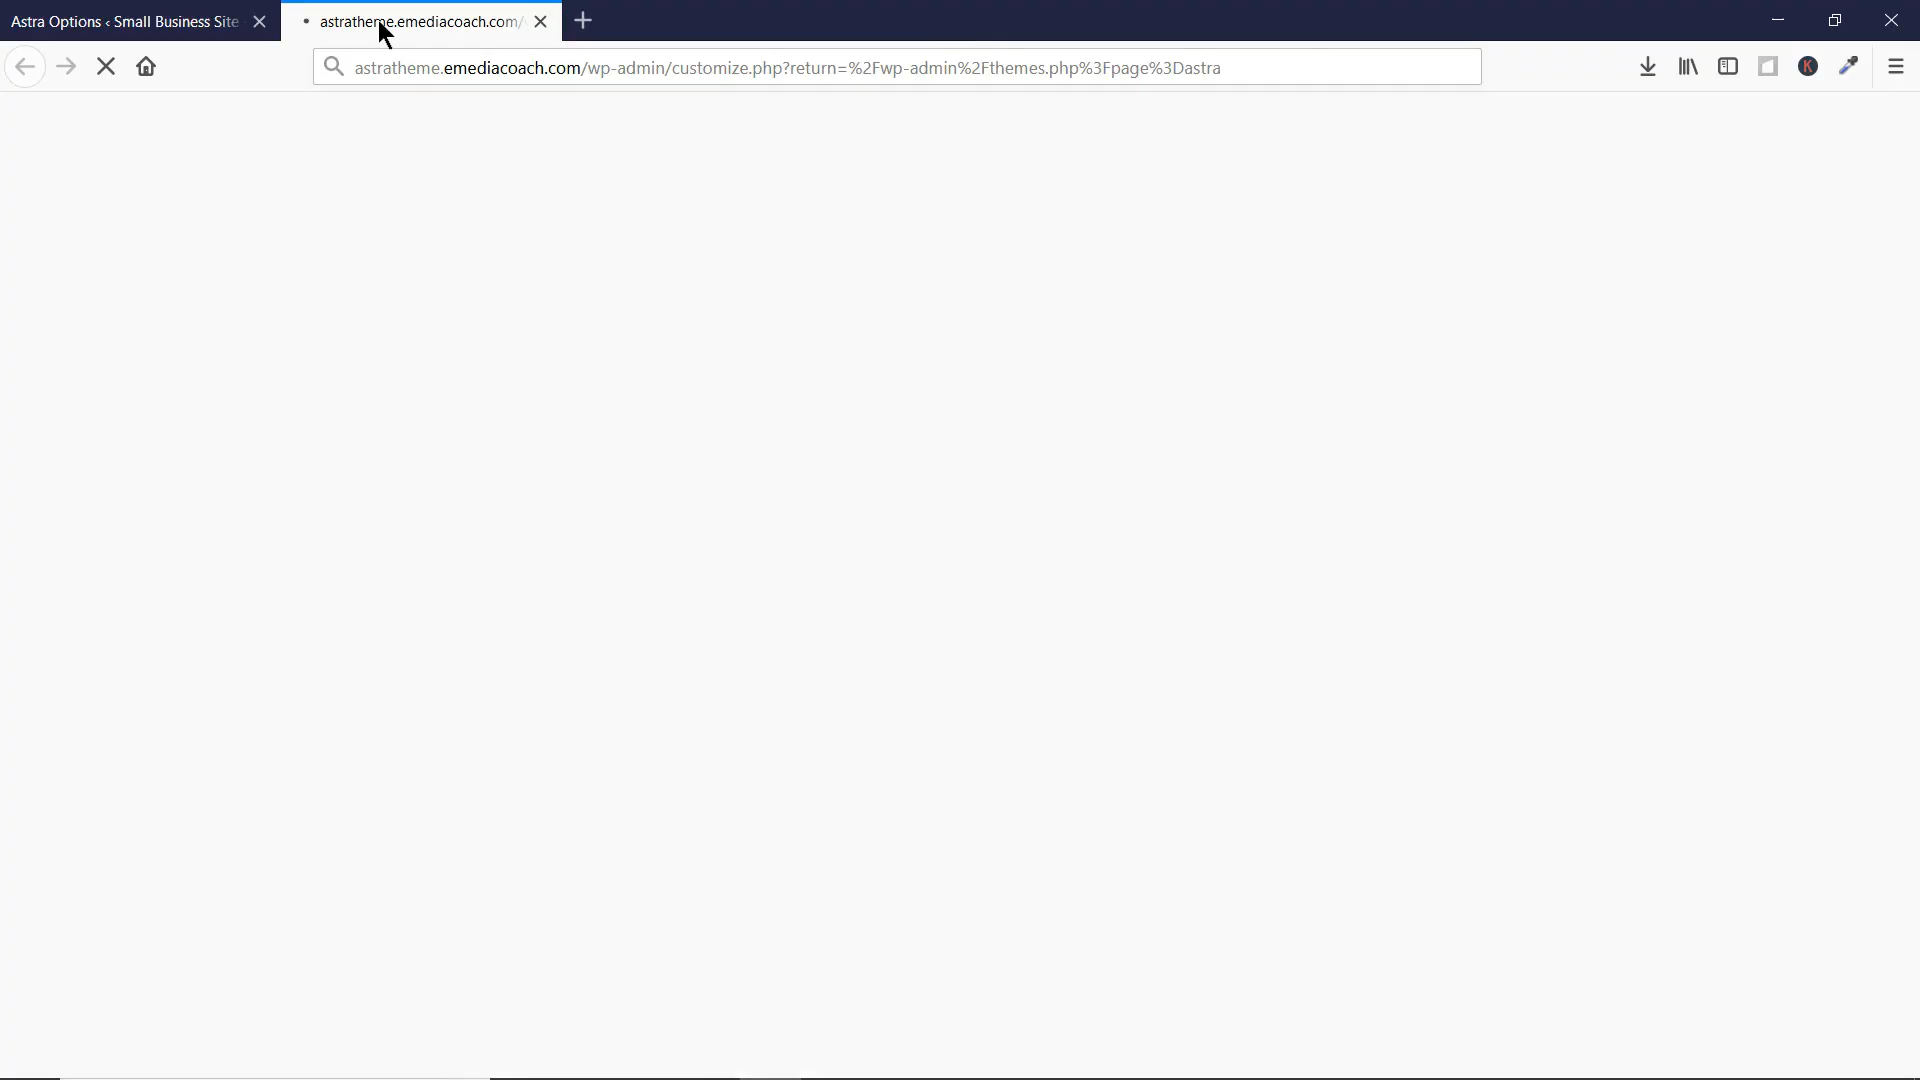 Astra Options ‹ Small Business Site
astratheme.emediacoach.com/
astratheme.emediacoach.com/wp-admin/customize.php?return=%2Fwp-admin%2Fthemes.php%3Fpage%3Dastra
K